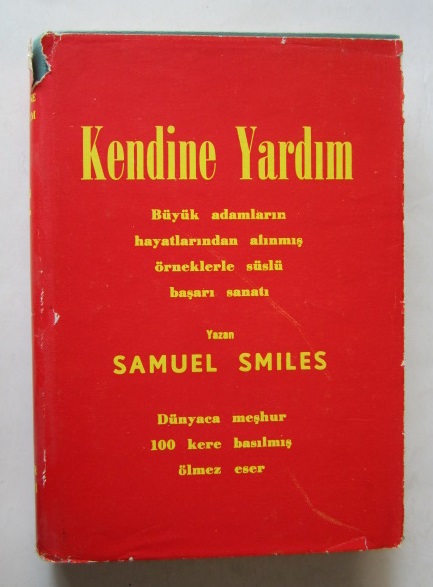 Kendine Yardım
Büyük adamların
hayatlarından alınmış
örneklerle süslü
başarı sanatı
Yazan
SAMUEL SMILES
Dünyaca meşhur
100 kere basılmış
ölmez eser